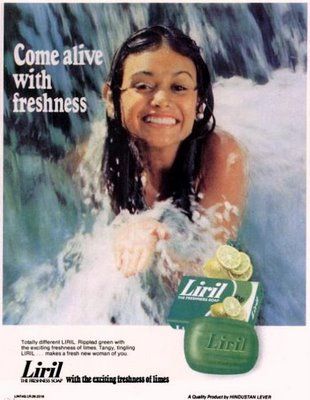 Come alive
with
freshness
Liril
THE FRESHNESS SOAP
Liril
Totally different LIRIL. Rippled green with
the exciting freshness of limes. Tangy, tingling
LIRIL ... makes a fresh new woman of you.
Liril
THE FRESHNESS SOAP with the exciting freshness of limes
A Quality Product by HINDUSTAN LEVER